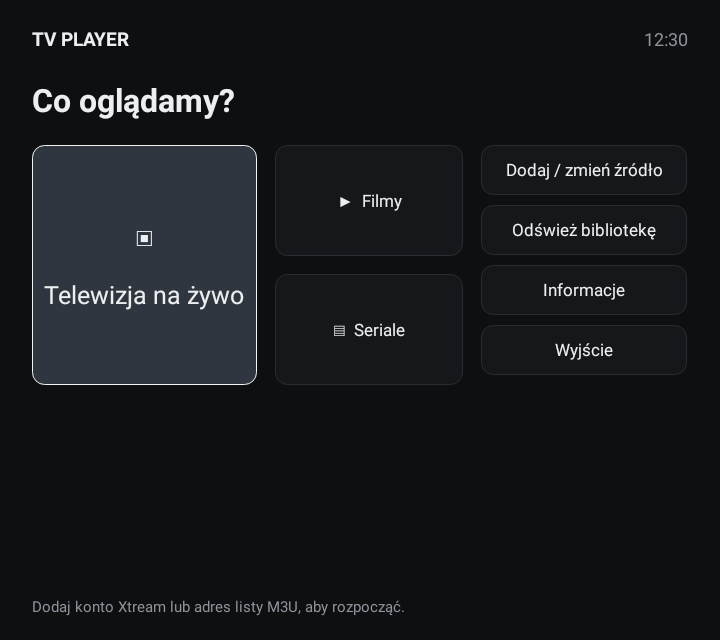 TV PLAYER
12:30
Co oglądamy?
Telewizja na żywo
Filmy
Seriale
Dodaj / zmień źródło
Odśwież bibliotekę
Informacje
Wyjście
Dodaj konto Xtream lub adres listy M3U, aby rozpocząć.